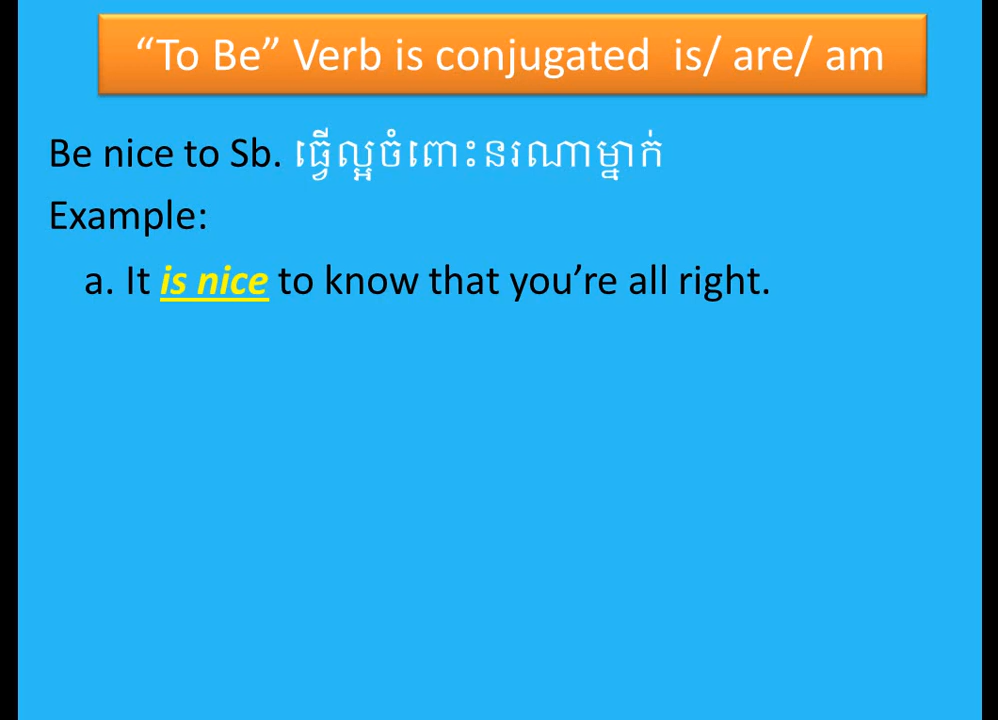 “To Be” Verb is conjugated is/ are/ am
Be nice to Sb. ធ្វើល្អចំពោះនរណាម្នាក់
Example:
a. It is nice to know that you’re all right.